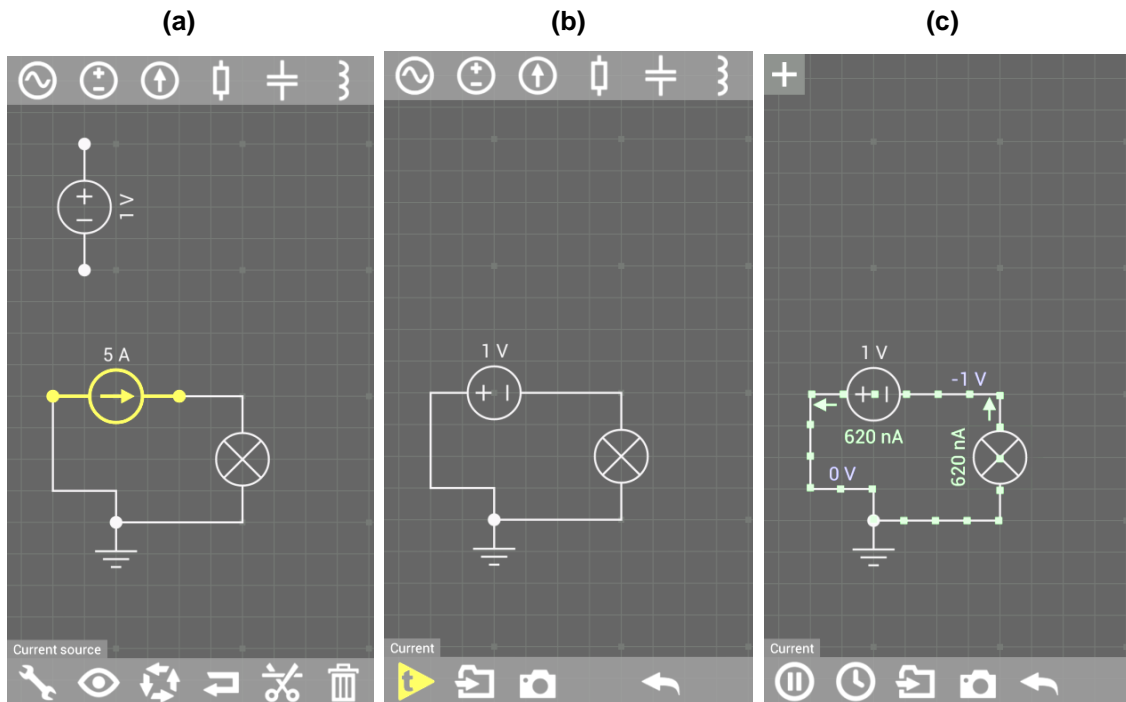 (a)
(b)
(c)
1 V
5 A
Current source
1 V
t
Current
1 V
-1 V
620 nA
620 nA
0 V
Current